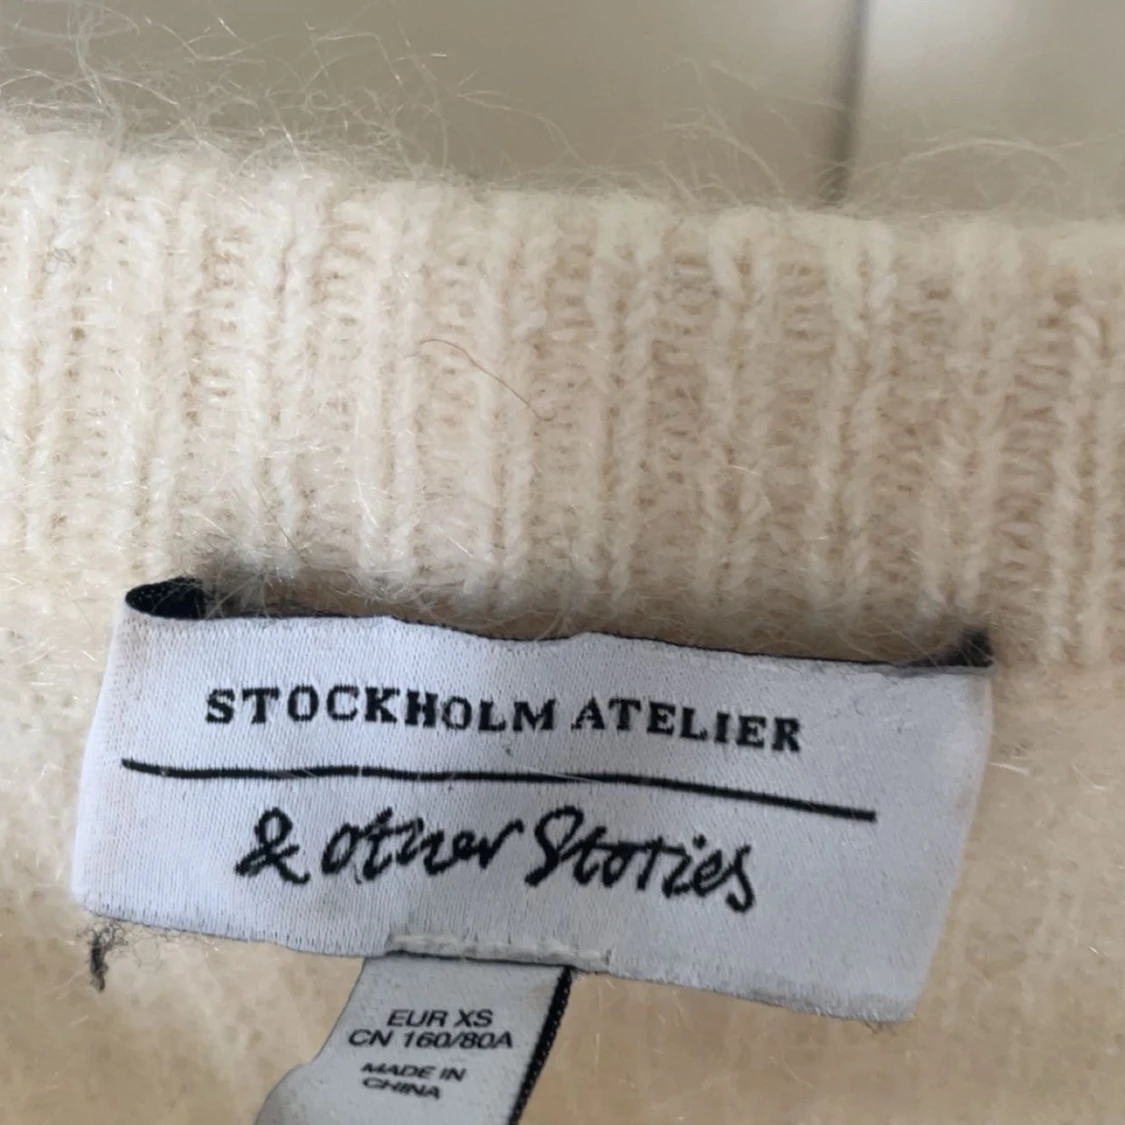 STOCKHOLM ATELIER
& other Stories
EUR XS
CN 160/80A
MADE IN
CHINA